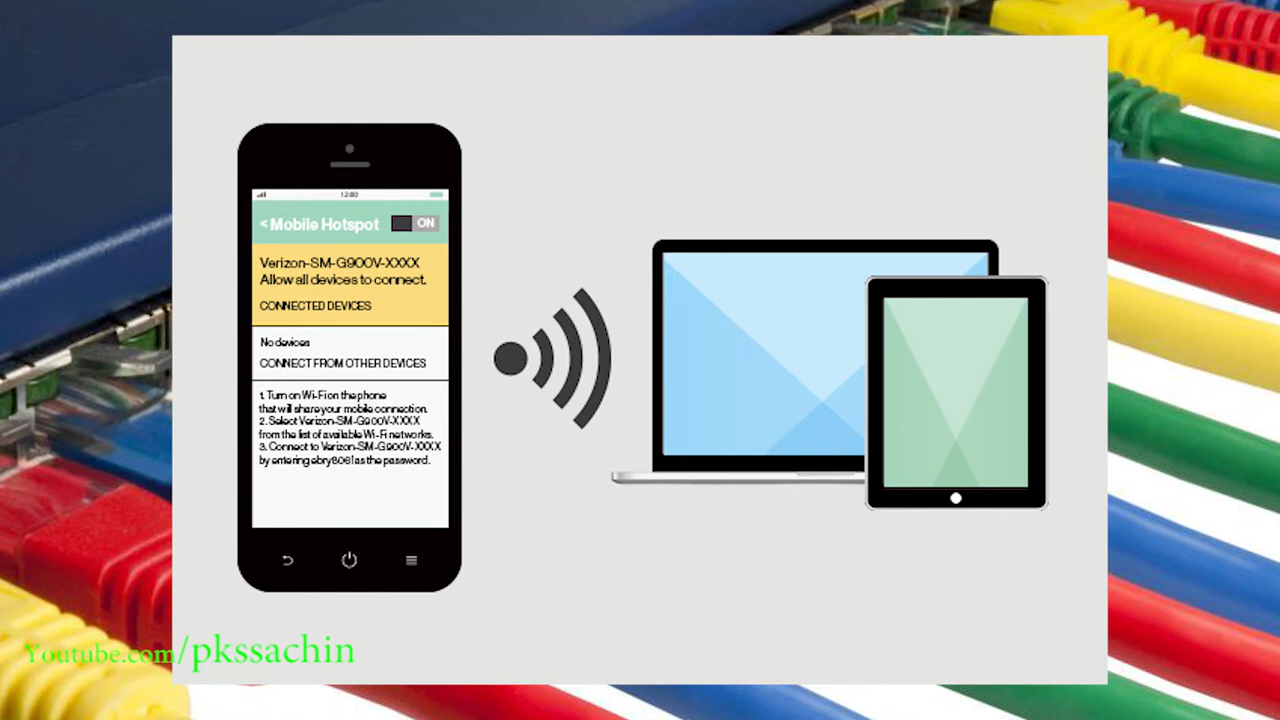 12:00
< Mobile Hotspot ON
Verizon-SM-G900V-XXXX
Allow all devices to connect.
CONNECTED DEVICES
No devices
CONNECT FROM OTHER DEVICES
1. Turn on Wi-Fi on the phone
that will share your mobile connection.
2. Select Verizon-SM-G900V-XXXX
from the list of available Wi-Fi networks.
3. Connect to Verizon-SM-G900V-XXXX
by entering ebry8061 as the password.
Youtube.com/pkssachin